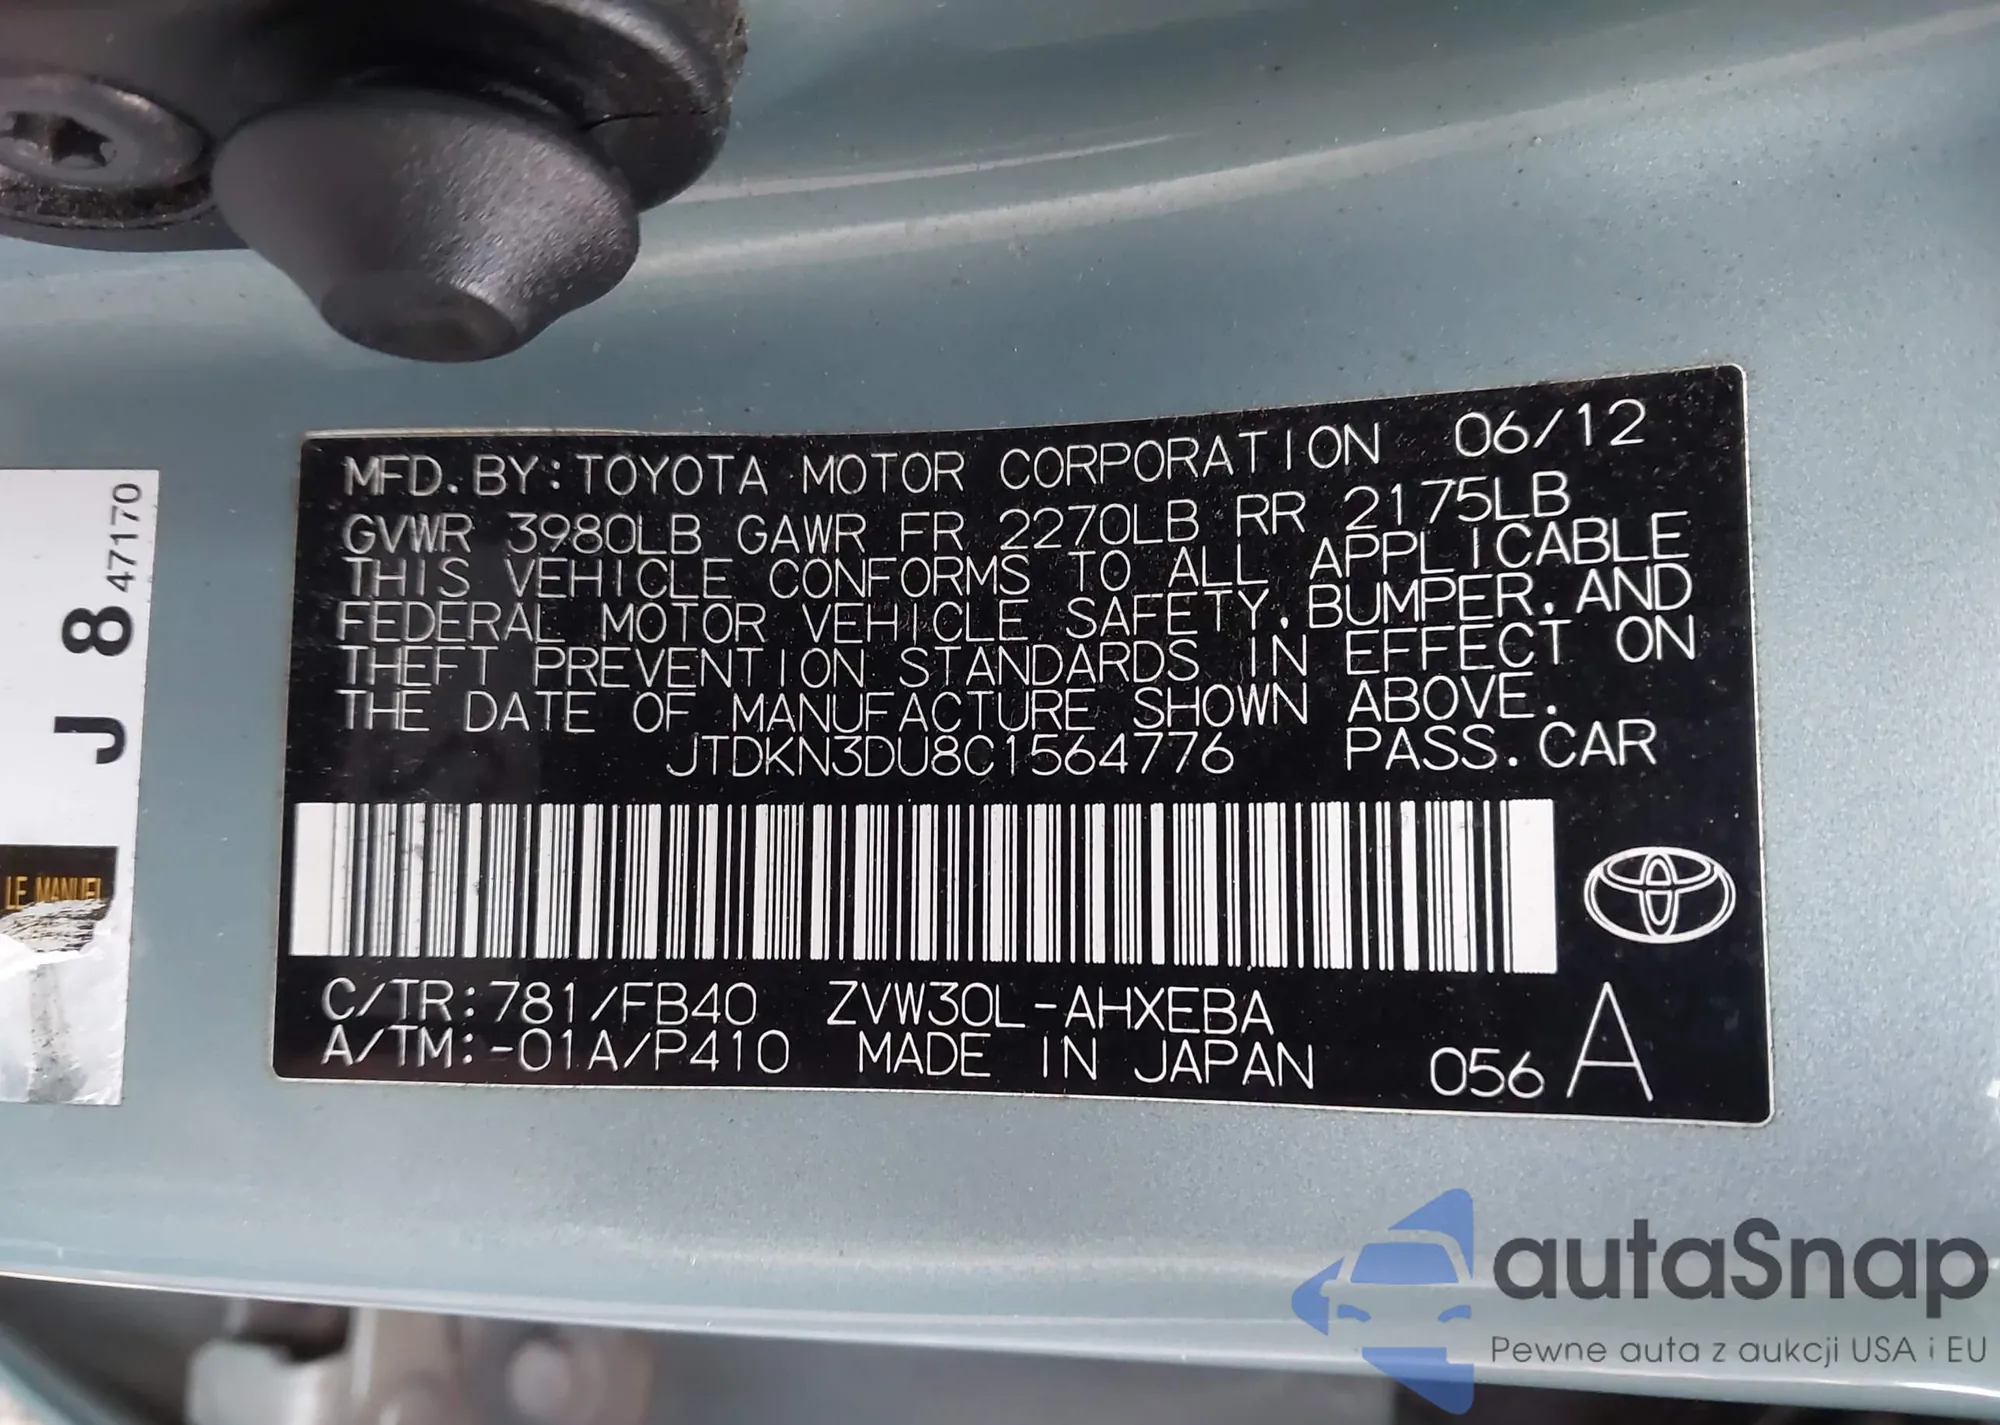 MFD. BY: TOYOTA MOTOR CORPORATION 06/12
GVWR 3980LB GAWR FR 2270LB RR 2175LB
THIS VEHICLE CONFORMS TO ALL APPLICABLE
FEDERAL MOTOR VEHICLE SAFETY, BUMPER, AND
THEFT PREVENTION STANDARDS IN EFFECT ON
THE DATE OF MANUFACTURE SHOWN ABOVE.
JTDKN3DU8C1564776 PASS. CAR
C/TR: 781/FB40 ZVW30L-AHXEBA
A/TM: -01A/P410 MADE IN JAPAN 056 A
J 8 47170
LE MANUEL
autaSnap
Pewne auta z aukcji USA i EU